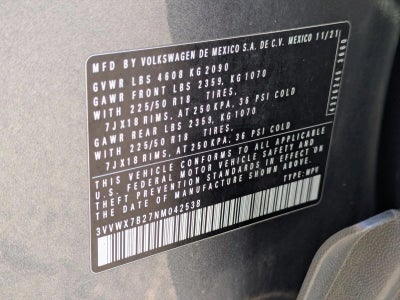 MFD BY VOLKSWAGEN DE MEXICO S.A. DE C.V. MEXICO 11/21
GVWR LBS 4608 KG 2090
GAWR FRONT LBS 2359, KG 1070
WITH 225/50 R18 TIRES.
7JX18 RIMS, AT 250 KPA, 36 PSI COLD
GAWR REAR LBS 2359, KG 1070
WITH 225/50 R18 TIRES.
7JX18 RIMS, AT 250 KPA, 36 PSI COLD
THIS VEHICLE CONFORMS TO ALL APPLICABLE
U.S. FEDERAL MOTOR VEHICLE SAFETY AND
THEFT PREVENTION STANDARDS IN EFFECT ON THE
DATE OF MANUFACTURE SHOWN ABOVE.
TYPE: MPV
3VVWX7B27NM042538